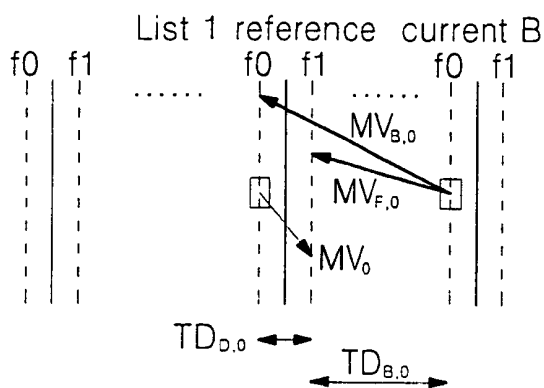 List 1 reference current B
f0 f1 f0 f1 f0 f1
........ ........
MV_B,0
MV_F,0
MV_0
TD_D,0
TD_B,0